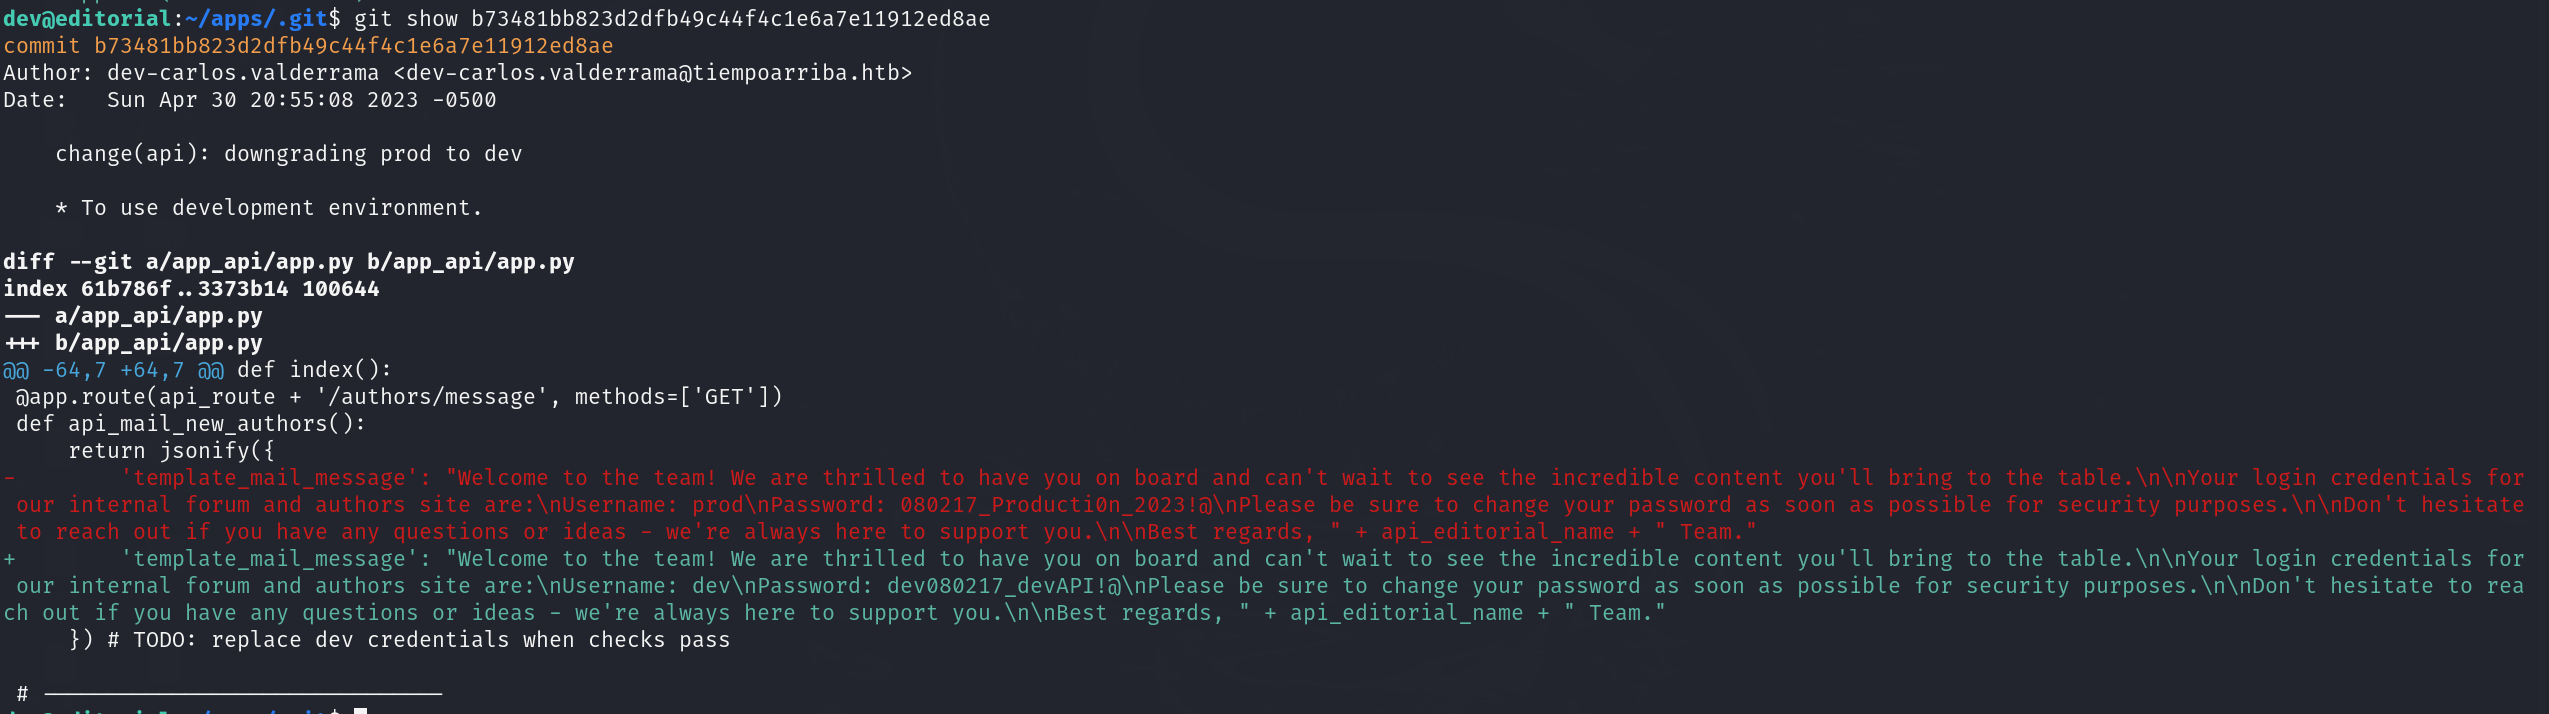 dev@editorial:~/apps/.git$ git show b73481bb823d2dfb49c44f4c1e6a7e11912ed8ae
commit b73481bb823d2dfb49c44f4c1e6a7e11912ed8ae
Author: dev-carlos.valderrama <dev-carlos.valderrama@tiempoarriba.htb>
Date:   Sun Apr 30 20:55:08 2023 -0500

    change(api): downgrading prod to dev

    * To use development environment.

diff --git a/app_api/app.py b/app_api/app.py
index 61b786f..3373b14 100644
--- a/app_api/app.py
+++ b/app_api/app.py
@@ -64,7 +64,7 @@ def index():
 @app.route(api_route + '/authors/message', methods=['GET'])
 def api_mail_new_authors():
     return jsonify({
-        'template_mail_message': "Welcome to the team! We are thrilled to have you on board and can't wait to see the incredible content you'll bring to the table.\n\nYour login credentials for
 our internal forum and authors site are:\nUsername: prod\nPassword: 080217_Producti0n_2023!@\nPlease be sure to change your password as soon as possible for security purposes.\n\nDon't hesitate
 to reach out if you have any questions or ideas - we're always here to support you.\n\nBest regards, " + api_editorial_name + " Team."
+        'template_mail_message': "Welcome to the team! We are thrilled to have you on board and can't wait to see the incredible content you'll bring to the table.\n\nYour login credentials for
 our internal forum and authors site are:\nUsername: dev\nPassword: dev080217_devAPI!@\nPlease be sure to change your password as soon as possible for security purposes.\n\nDon't hesitate to rea
ch out if you have any questions or ideas - we're always here to support you.\n\nBest regards, " + api_editorial_name + " Team."
     }) # TODO: replace dev credentials when checks pass

 # -------------------------------